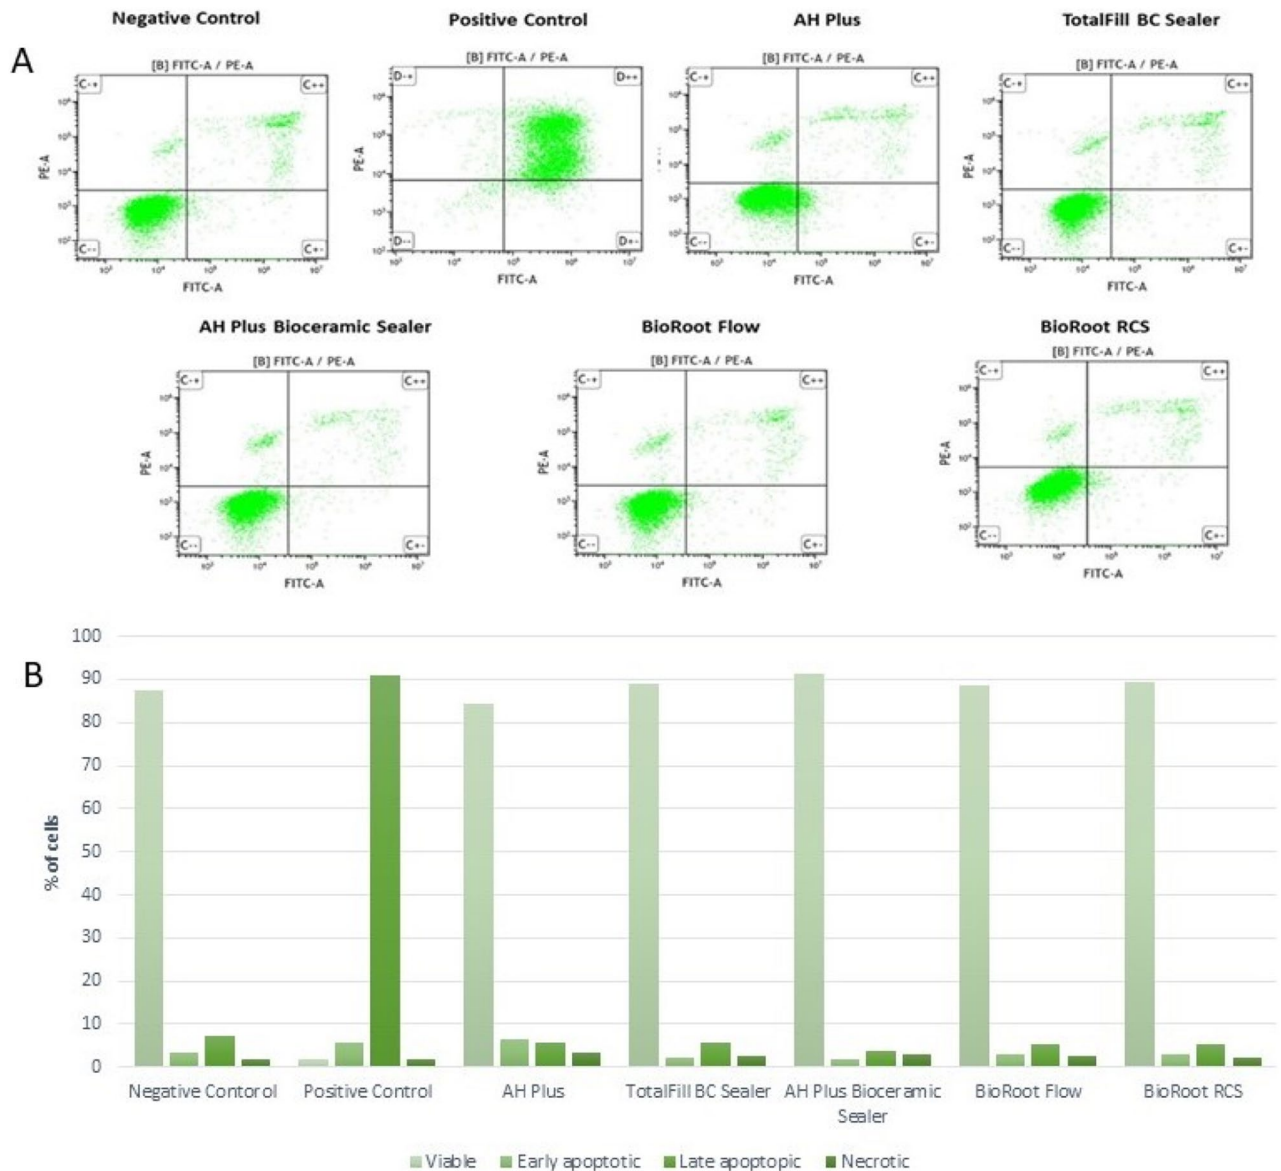 Negative Control
Positive Control
AH Plus
TotalFill BC Sealer
A
[B] FITC-A / PE-A
[B] FITC-A / PE-A
[B] FITC-A / PE-A
[B] FITC-A / PE-A
C-+
C++
D-+
D++
C-+
C++
C-+
C++
PE-A
PE-A
PE-A
C--
C+-
D--
D+-
C--
C+-
C--
C+-
FITC-A
FITC-A
FITC-A
FITC-A
AH Plus Bioceramic Sealer
BioRoot Flow
BioRoot RCS
[B] FITC-A / PE-A
[B] FITC-A / PE-A
[B] FITC-A / PE-A
C-+
C++
C-+
C++
C-+
C++
PE-A
PE-A
PE-A
C--
C+-
C--
C+-
C--
C+-
FITC-A
FITC-A
FITC-A
B
100
90
80
70
60
50
40
30
20
10
0
% of cells
Negative Contorol
Positive Control
AH Plus
TotalFill BC Sealer
AH Plus Bioceramic
Sealer
BioRoot Flow
BioRoot RCS
Viable
Early apoptotic
Late apoptopic
Necrotic